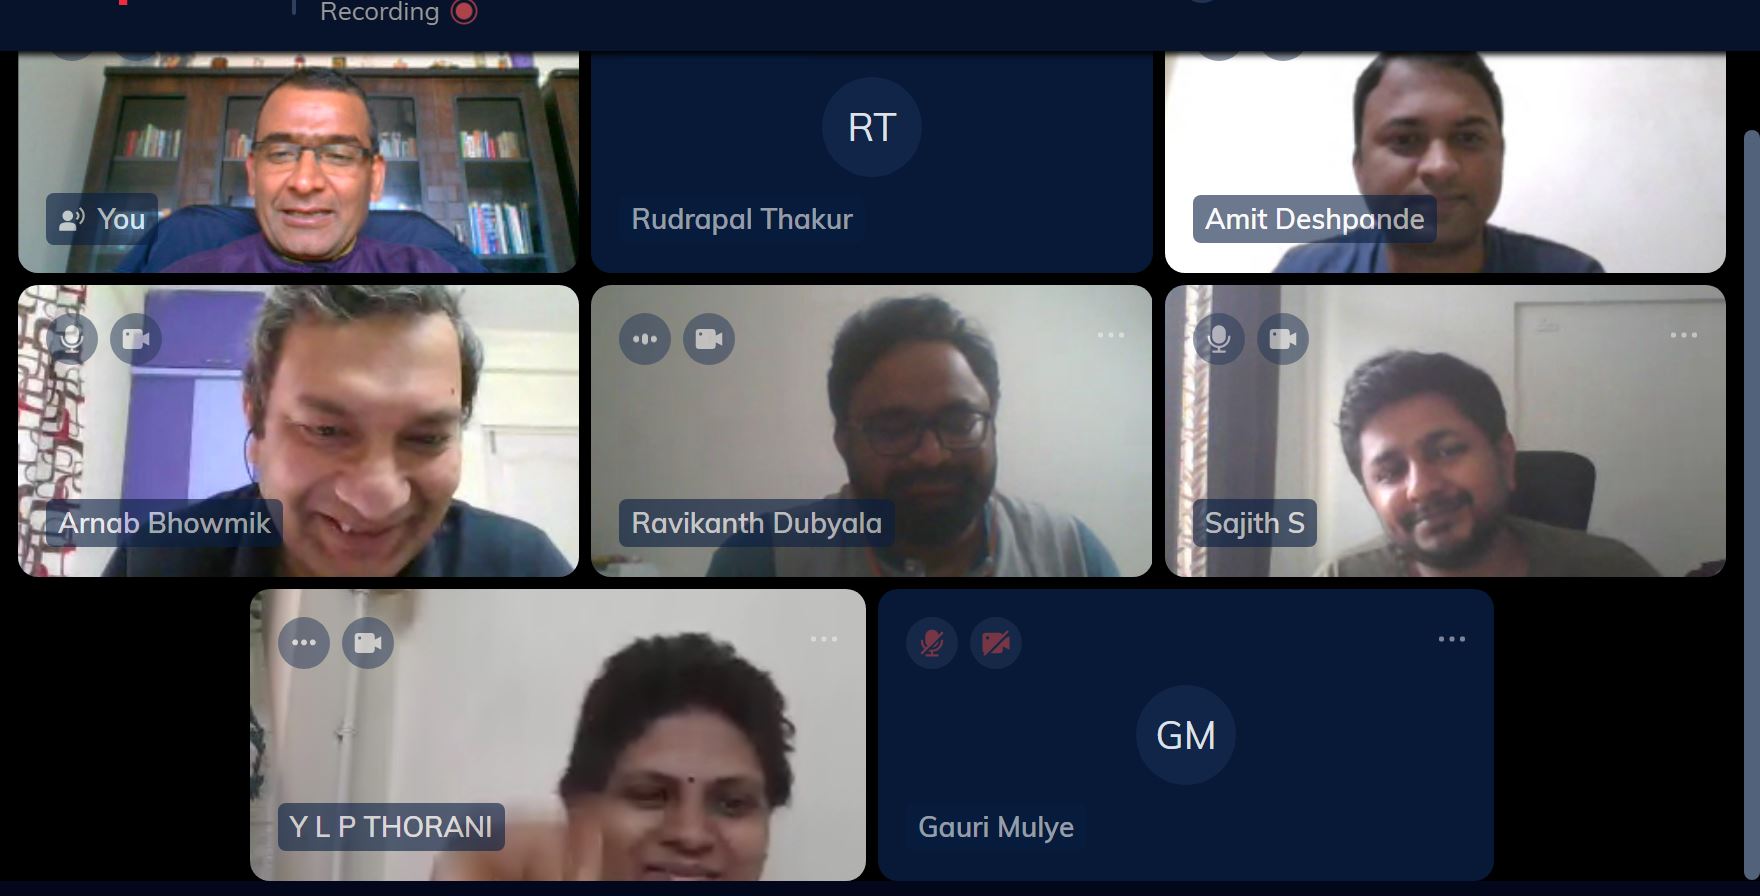 Recording
RT
You
Rudrapal Thakur
Amit Deshpande
Arnab Bhowmik
Ravikanth Dubyala
Sajith S
GM
Y L P THORANI
Gauri Mulye